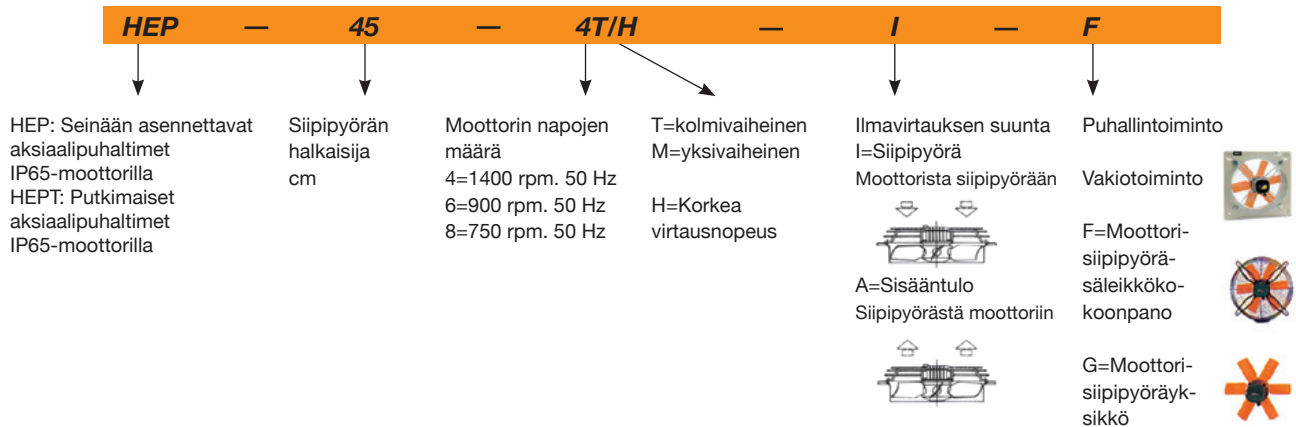 HEP — 45 — 4T/H — I — F
HEP: Seinään asennettavat
aksiaalipuhaltimet
IP65-moottorilla
HEPT: Putkimaiset
aksiaalipuhaltimet
IP65-moottorilla
Siipipyörän
halkaisija
cm
Moottorin napojen
määrä
4=1400 rpm. 50 Hz
6=900 rpm. 50 Hz
8=750 rpm. 50 Hz
T=kolmivaiheinen
M=yksivaiheinen
H=Korkea
virtausnopeus
Ilmavirtauksen suunta
I=Siipipyörä
Moottorista siipipyörään
A=Sisääntulo
Siipipyörästä moottoriin
Puhallintoiminto
Vakiotoiminto
F=Moottori-
siipipyörä-
säleikkökо-
koonpano
G=Moottori-
siipipyöräyk-
sikkö